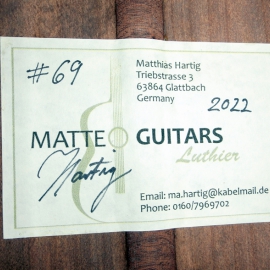 #69
Matthias Hartig
Triebstrasse 3
63864 Glattbach
Germany
2022
MATTEO GUITARS
Luthier
Hartig
Email: ma.hartig@kabelmail.de
Phone: 0160/7969702